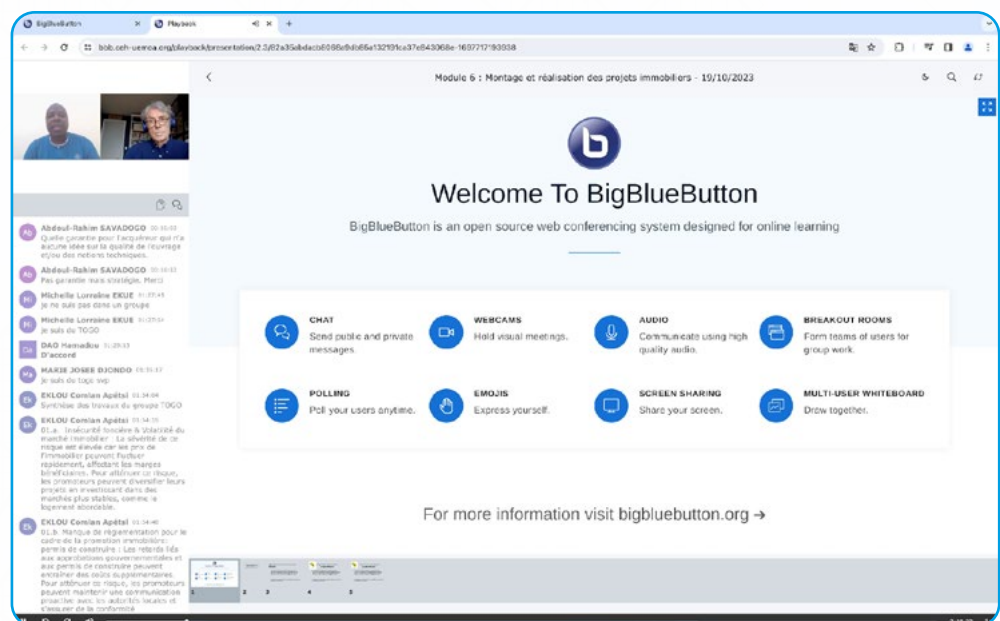 BigBlueButton
Playback
bbb.ceh-uemoa.org/playback/presentation/2.3/
Module 6 : Montage et réalisation des projets immobiliers - 19/10/2023
Abdoul-Rahim SAVADOGO
Quelle garantie pour l'acquéreur qui n'a
aucune idée sur la qualité de l'ouvrage
et/ou des notions techniques.
Abdoul-Rahim SAVADOGO
Pas garantie mais stratégie. Merci
Michelle Lorraine EKUE
je ne suis pas dans un groupe
Michelle Lorraine EKUE
je suis du TOGO
DAO Hamadou
D'accord
MARIE JOSEE DJONDO
je suis du togo svp
EKLOU Comlan Apétsi
Synthèse des travaux du groupe TOGO
EKLOU Comlan Apétsi
01.a. Insécurité foncière & Volatilité du
marché immobilier : La sévérité de ce
risque est élevée car les prix de
l'immobilier peuvent fluctuer
rapidement, affectant les marges
bénéficiaires. Pour atténuer ce risque,
les promoteurs peuvent diversifier leurs
projets en investissant dans des
marchés plus stables, comme le
logement abordable.
EKLOU Comlan Apétsi
01.b. Manque de réglementation pour le
cadre de la promotion immobilière:
permis de construire : Les retards liés
aux approbations gouvernementales et
aux permis de construire peuvent
entraîner des coûts supplémentaires.
Pour atténuer ce risque, les promoteurs
peuvent maintenir une communication
proactive avec les autorités locales et
s'assurer de la conformité
Welcome To BigBlueButton
BigBlueButton is an open source web conferencing system designed for online learning
CHAT
Send public and private
messages.
WEBCAMS
Hold visual meetings.
AUDIO
Communicate using high
quality audio.
BREAKOUT ROOMS
Form teams of users for
group work.
POLLING
Poll your users anytime.
EMOJIS
Express yourself.
SCREEN SHARING
Share your screen.
MULTI-USER WHITEBOARD
Draw together.
For more information visit bigbluebutton.org →
1 2 3 4 5